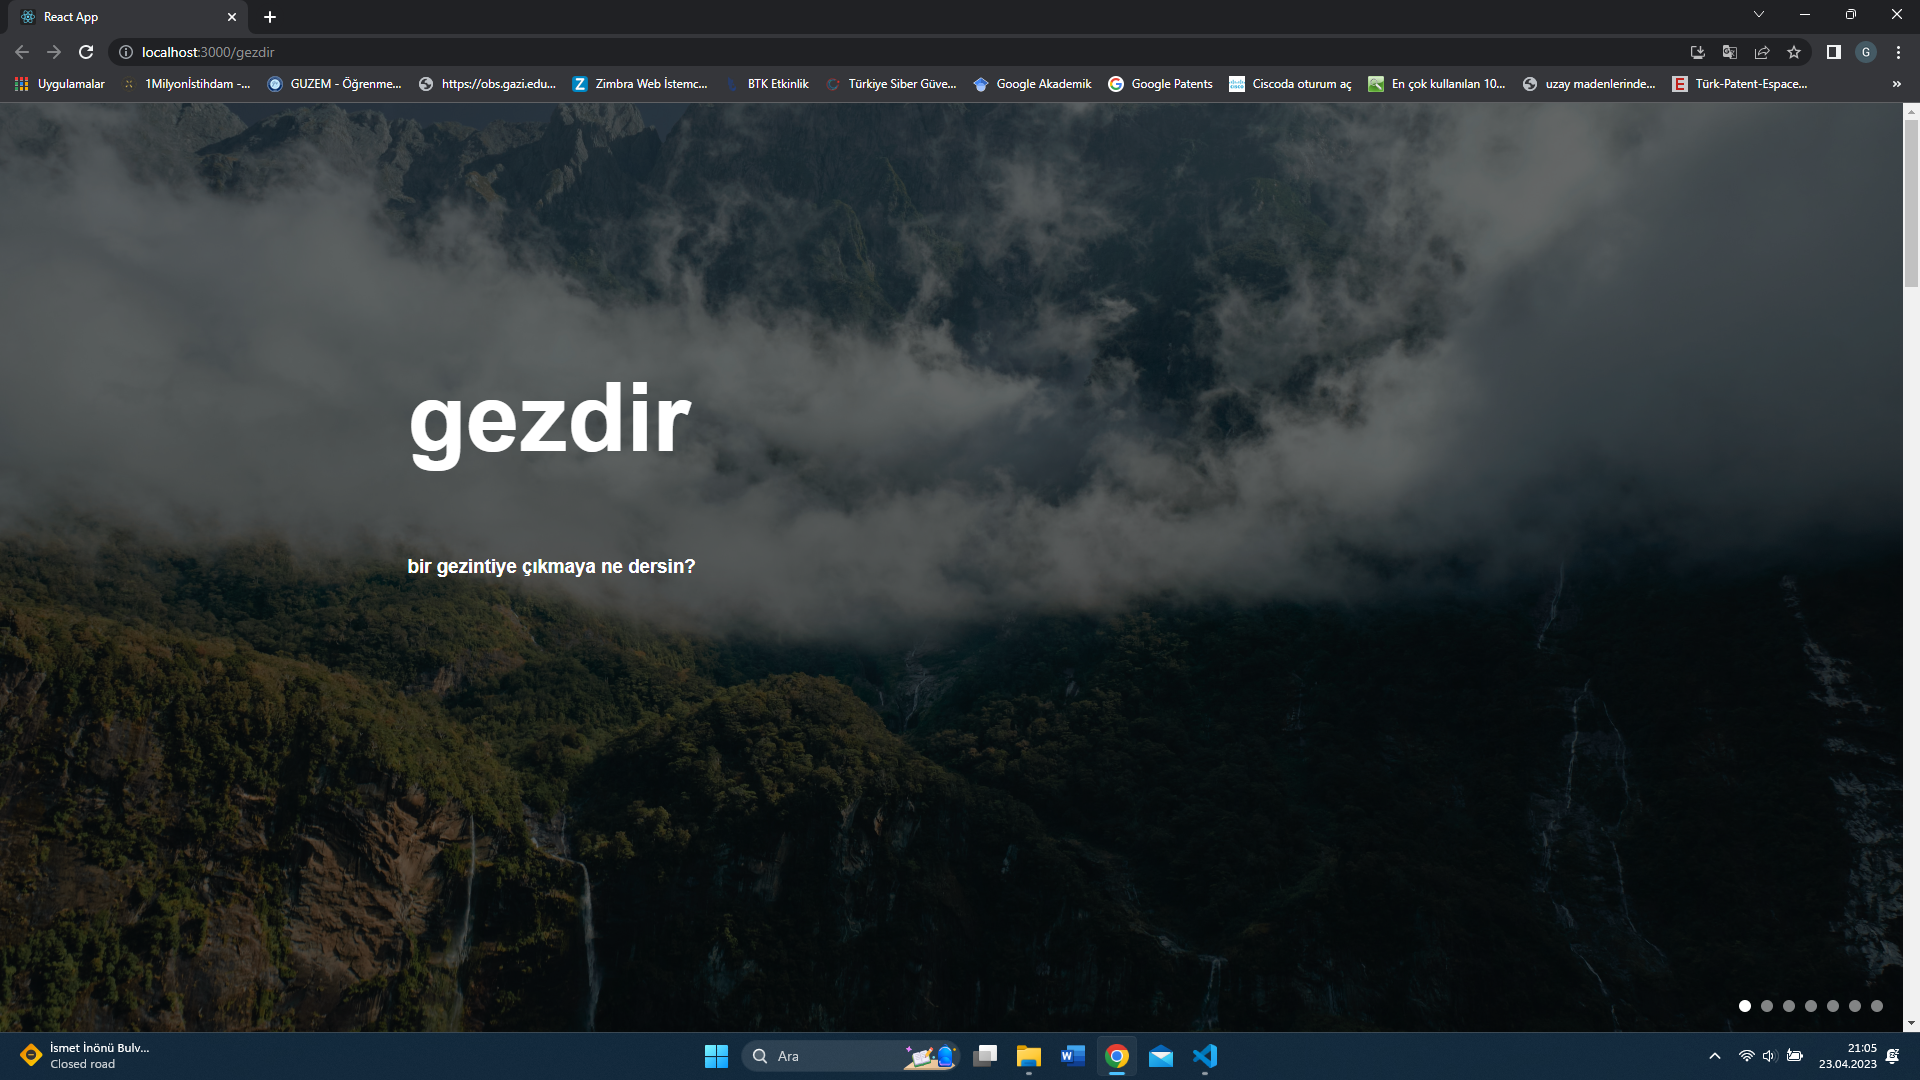 React App
localhost:3000/gezdir
G
Uygulamalar
1Milyonİstihdam -...
GUZEM - Öğrenme...
https://obs.gazi.edu...
Zimbra Web İstemc...
BTK Etkinlik
Türkiye Siber Güve...
Google Akademik
Google Patents
Ciscoda oturum aç
En çok kullanılan 10...
uzay madenlerinde...
Türk-Patent-Espace...
»
gezdir
bir gezintiye çıkmaya ne dersin?
İsmet İnönü Bulv...
Closed road
Ara
21:05
23.04.2023